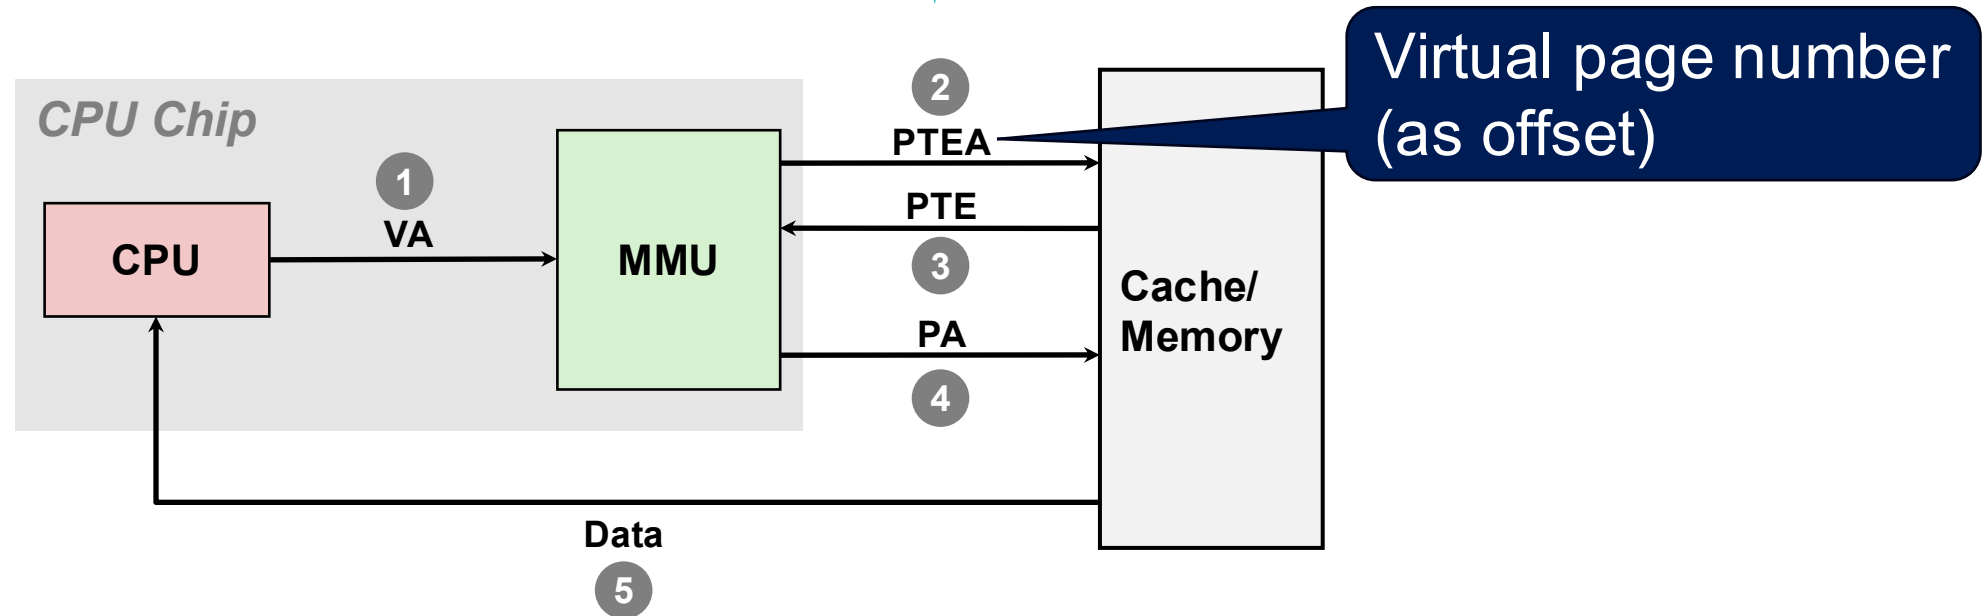 Virtual page number
(as offset)
CPU Chip
2
PTEA
1
VA
PTE
CPU
MMU
3
Cache/
Memory
PA
4
Data
5